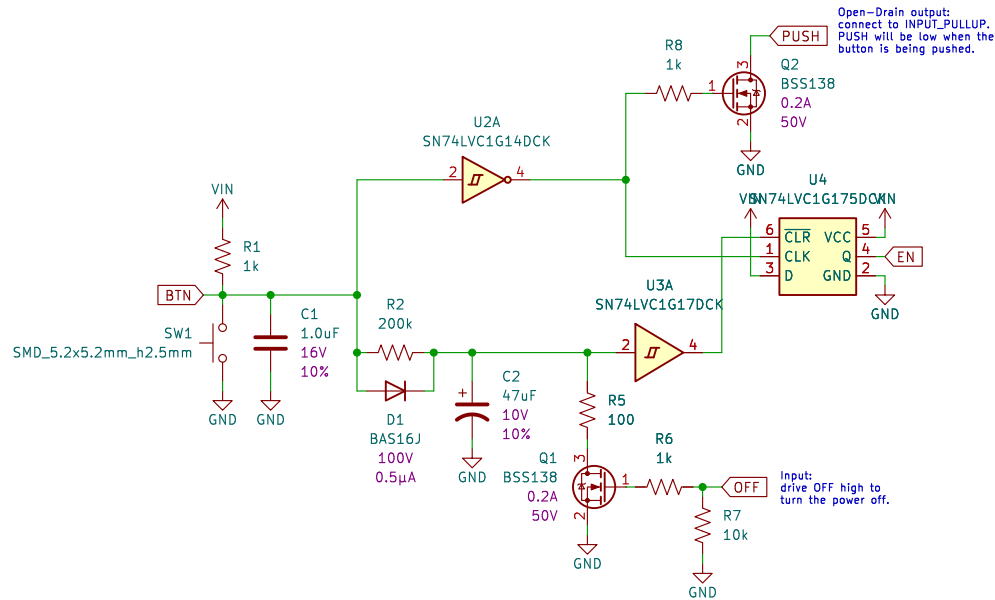 Open-Drain output:
connect to INPUT_PULLUP.
PUSH will be low when the
button is being pushed.
PUSH
R8
1k
3
Q2
1
BSS138
0.2A
2
50V
GND
U2A
SN74LVC1G14DCK
2
4
U4
SN74LVC1G175DCK
VIN
VIN
VIN
6
CLR
VCC
5
1
CLK
Q
4
EN
3
D
GND
2
GND
R1
1k
BTN
SW1
SMD_5.2x5.2mm_h2.5mm
C1
1.0uF
16V
10%
GND
GND
R2
200k
U3A
SN74LVC1G17DCK
2
4
D1
BAS16J
100V
0.5µA
C2
+
47uF
10V
10%
GND
R5
100
3
Q1
BSS138
0.2A
50V
1
2
GND
R6
1k
OFF
Input:
drive OFF high to
turn the power off.
R7
10k
GND